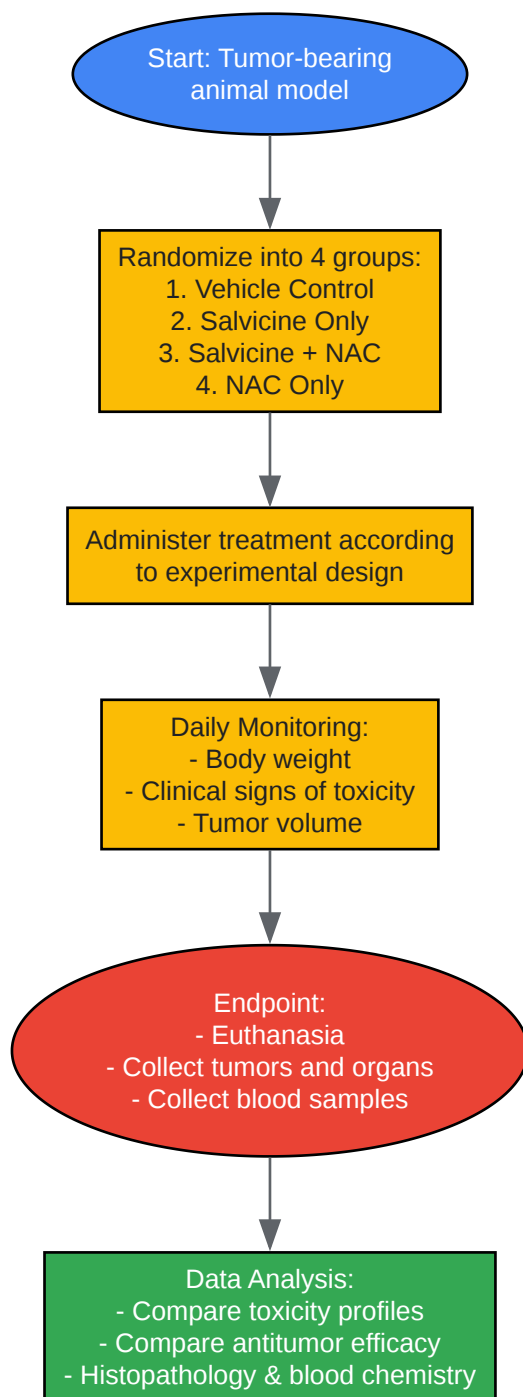 Start: Tumor-bearing
animal model
Randomize into 4 groups:
1. Vehicle Control
2. Salvicine Only
3. Salvicine + NAC
4. NAC Only
Administer treatment according
to experimental design
Daily Monitoring:
- Body weight
- Clinical signs of toxicity
- Tumor volume
Endpoint:
- Euthanasia
- Collect tumors and organs
- Collect blood samples
Data Analysis:
- Compare toxicity profiles
- Compare antitumor efficacy
- Histopathology & blood chemistry